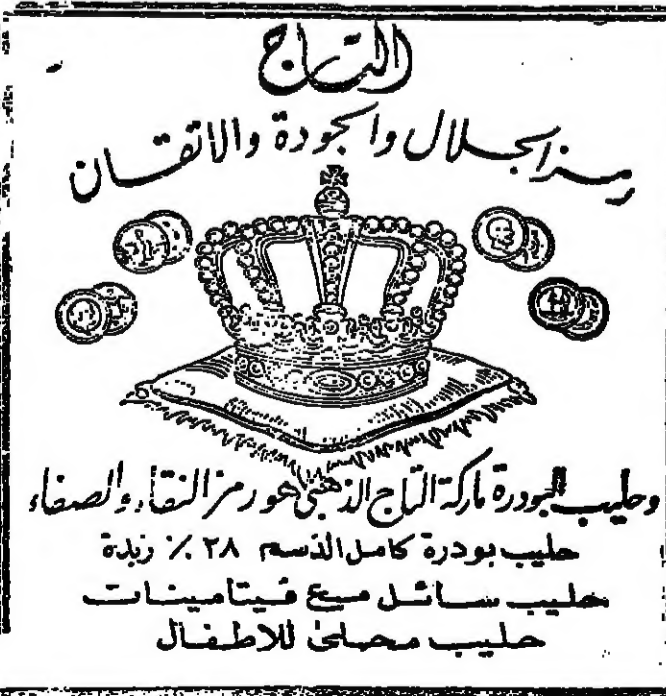 التاج
رمز الجلال والجودة والاتقان
وحليب البودرة ماركة التاج الذهبي هو رمز النقاء والصفاء
حليب بودرة كامل الدسم ٢٨ ٪ زبدة
حليب سائل مع فيتامينات
حليب محلى للاطفال